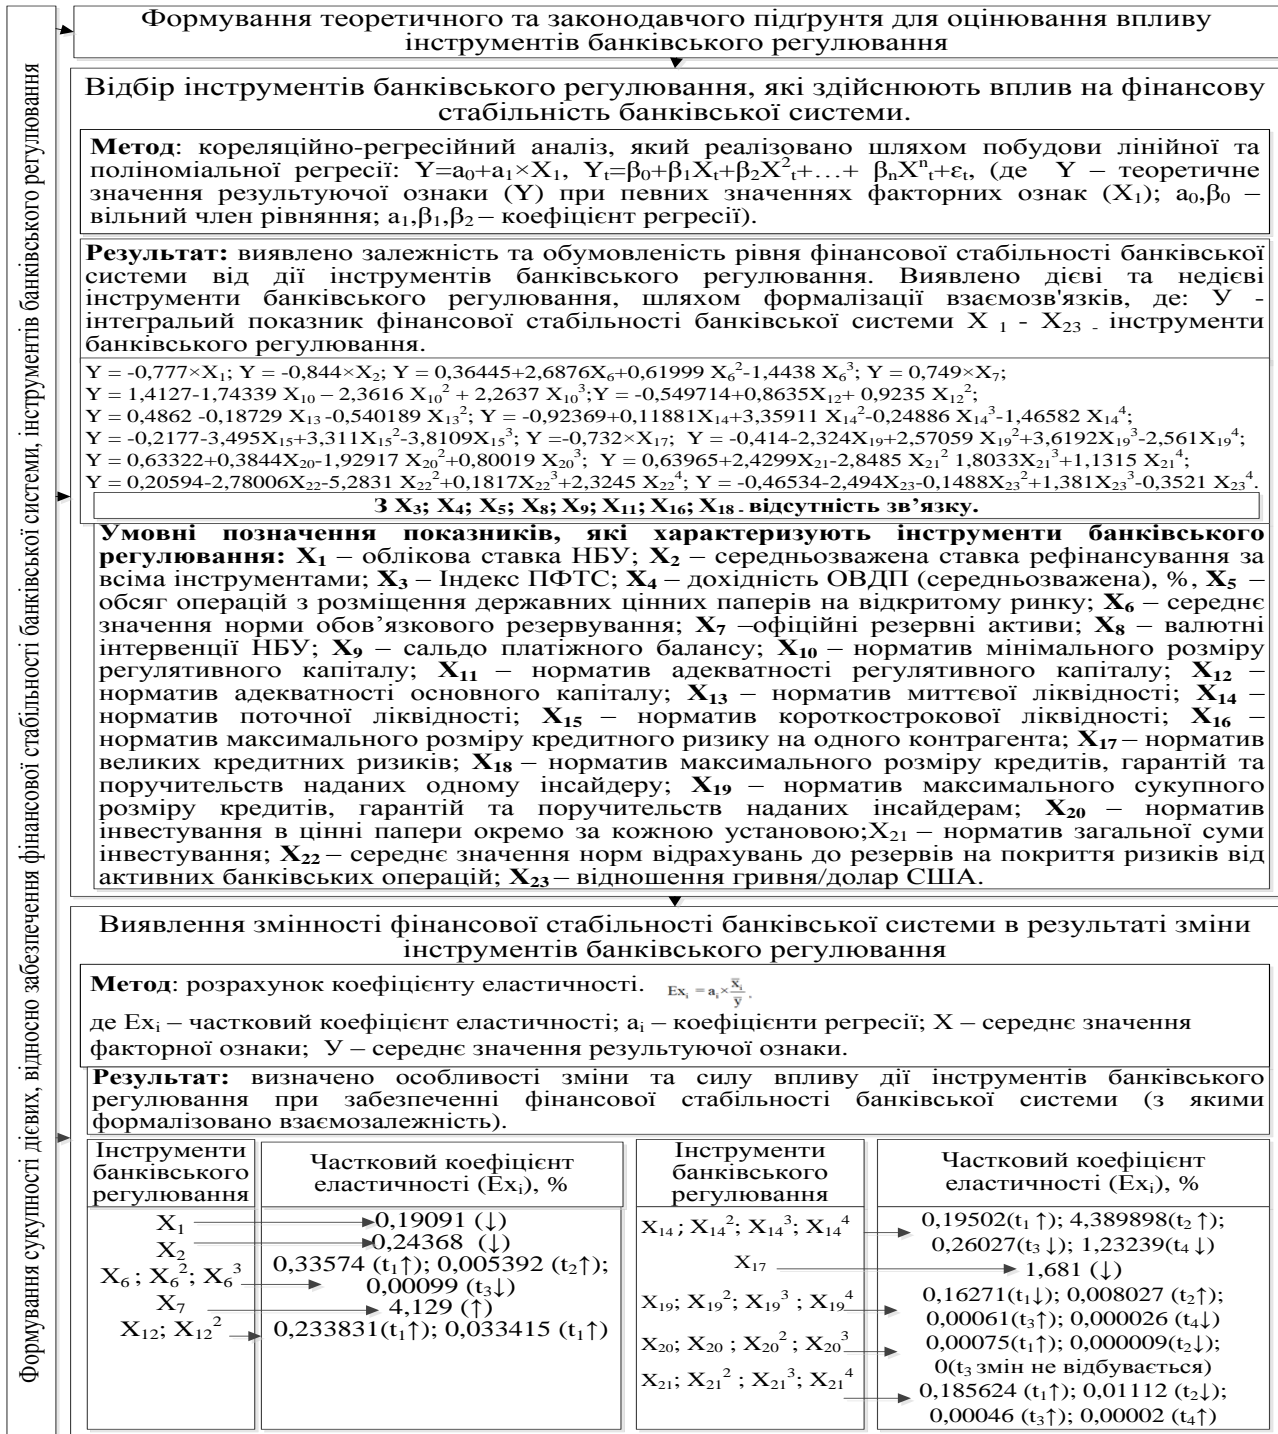 Формування сукупності дієвих, відносно забезпечення фінансової стабільності банківської системи, інструментів банківського регулювання
Формування теоретичного та законодавчого підґрунтя для оцінювання впливу
інструментів банківського регулювання
Відбір інструментів банківського регулювання, які здійснюють вплив на фінансову
стабільність банківської системи.
Метод: кореляційно-регресійний аналіз, який реалізовано шляхом побудови лінійної та
поліноміальної регресії: Y=a₀+a₁×X₁, Yₜ=β₀+β₁Xₜ+β₂X²ₜ+…+ βₙXⁿₜ+εₜ, (де Y – теоретичне
значення результуючої ознаки (Y) при певних значеннях факторних ознак (X₁); a₀,β₀ –
вільний член рівняння; a₁,β₁,β₂ – коефіцієнт регресії).
Результат: виявлено залежність та обумовленість рівня фінансової стабільності банківської
системи від дії інструментів банківського регулювання. Виявлено дієві та недієві
інструменти банківського регулювання, шляхом формалізації взаємозв'язків, де: У -
інтегральий показник фінансової стабільності банківської системи X ₁ - X₂₃ - інструменти
банківського регулювання.
Y = -0,777×X₁; Y = -0,844×X₂; Y = 0,36445+2,6876X₆+0,61999 X₆²-1,4438 X₆³; Y = 0,749×X₇;
Y = 1,4127-1,74339 X₁₀ – 2,3616 X₁₀² + 2,2637 X₁₀³;Y = -0,549714+0,8635X₁₂+ 0,9235 X₁₂²;
Y = 0,4862 -0,18729 X₁₃ -0,540189 X₁₃²; Y = -0,92369+0,11881X₁₄+3,35911 X₁₄²-0,24886 X₁₄³-1,46582 X₁₄⁴;
Y = -0,2177-3,495X₁₅+3,311X₁₅²-3,8109X₁₅³; Y =-0,732×X₁₇; Y = -0,414-2,324X₁₉+2,57059 X₁₉²+3,6192X₁₉³-2,561X₁₉⁴;
Y = 0,63322+0,3844X₂₀-1,92917 X₂₀²+0,80019 X₂₀³; Y = 0,63965+2,4299X₂₁-2,8485 X₂₁² 1,8033X₂₁³+1,1315 X₂₁⁴;
Y = 0,20594-2,78006X₂₂-5,2831 X₂₂²+0,1817X₂₂³+2,3245 X₂₂⁴; Y = -0,46534-2,494X₂₃-0,1488X₂₃²+1,381X₂₃³-0,3521 X₂₃⁴.
З X₃; X₄; X₅; X₈; X₉; X₁₁; X₁₆; X₁₈ - відсутність зв’язку.
Умовні позначення показників, які характеризують інструменти банківського
регулювання: X₁ – облікова ставка НБУ; X₂ – середньозважена ставка рефінансування за
всіма інструментами; X₃ – Індекс ПФТС; X₄ – дохідність ОВДП (середньозважена), %, X₅ –
обсяг операцій з розміщення державних цінних паперів на відкритому ринку; X₆ – середнє
значення норми обов’язкового резервування; X₇ –офіційні резервні активи; X₈ – валютні
інтервенції НБУ; X₉ – сальдо платіжного балансу; X₁₀ – норматив мінімального розміру
регулятивного капіталу; X₁₁ – норматив адекватності регулятивного капіталу; X₁₂ –
норматив адекватності основного капіталу; X₁₃ – норматив миттєвої ліквідності; X₁₄ –
норматив поточної ліквідності; X₁₅ – норматив короткострокової ліквідності; X₁₆ –
норматив максимального розміру кредитного ризику на одного контрагента; X₁₇ – норматив
великих кредитних ризиків; X₁₈ – норматив максимального розміру кредитів, гарантій та
поручительств наданих одному інсайдеру; X₁₉ – норматив максимального сукупного
розміру кредитів, гарантій та поручительств наданих інсайдерам; X₂₀ – норматив
інвестування в цінні папери окремо за кожною установою;X₂₁ – норматив загальної суми
інвестування; X₂₂ – середнє значення норм відрахувань до резервів на покриття ризиків від
активних банківських операцій; X₂₃ – відношення гривня/долар США.
Виявлення змінності фінансової стабільності банківської системи в результаті зміни
інструментів банківського регулювання
Метод: розрахунок коефіцієнту еластичності. Exᵢ = aᵢ × x̄ᵢ/ȳ .
де Exᵢ – частковий коефіцієнт еластичності; aᵢ – коефіцієнти регресії; X – середнє значення
факторної ознаки; У – середнє значення результуючої ознаки.
Результат: визначено особливості зміни та силу впливу дії інструментів банківського
регулювання при забезпеченні фінансової стабільності банківської системи (з якими
формалізовано взаємозалежність).
Інструменти
банківського
регулювання
Частковий коефіцієнт
еластичності (Exᵢ), %
X₁
0,19091 (↓)
X₂
0,24368 (↓)
X₆ ; X₆² ; X₆³
0,33574 (t₁↑); 0,005392 (t₂↑);
0,00099 (t₃↓)
X₇
4,129 (↑)
X₁₂; X₁₂²
0,233831(t₁↑); 0,033415 (t₁↑)
Інструменти
банківського
регулювання
Частковий коефіцієнт
еластичності (Exᵢ), %
X₁₄ ; X₁₄²; X₁₄³; X₁₄⁴
0,19502(t₁↑); 4,389898(t₂↑);
0,26027(t₃↓); 1,23239(t₄↓)
X₁₇
1,681 (↓)
X₁₉; X₁₉² ; X₁₉³ ; X₁₉⁴
0,16271(t₁↓); 0,008027 (t₂↑);
0,00061(t₃↑); 0,000026 (t₄↓)
X₂₀; X₂₀ ; X₂₀² ; X₂₀³
0,00075(t₁↑); 0,000009(t₂↓);
0(t₃ змін не відбувається)
X₂₁; X₂₁² ; X₂₁³; X₂₁⁴
0,185624 (t₁↑); 0,01112 (t₂↓);
0,00046 (t₃↑); 0,00002 (t₄↑)